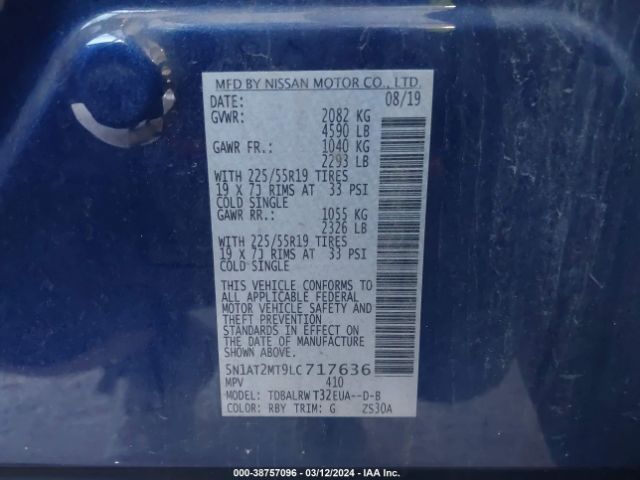 MFD BY NISSAN MOTOR CO., LTD.
DATE: 08/19
GVWR: 2082 KG
4590 LB
GAWR FR.: 1040 KG
2293 LB
WITH 225/55R19 TIRES
19 X 7J RIMS AT 33 PSI
COLD SINGLE
GAWR RR.: 1055 KG
2326 LB
WITH 225/55R19 TIRES
19 X 7J RIMS AT 33 PSI
COLD SINGLE
THIS VEHICLE CONFORMS TO
ALL APPLICABLE FEDERAL
MOTOR VEHICLE SAFETY AND
THEFT PREVENTION
STANDARDS IN EFFECT ON
THE DATE OF MANUFACTURE
SHOWN ABOVE.
5N1AT2MT9LC717636
MPV 410
MODEL: TDBALRWT32EUA--D-B
COLOR: RBY TRIM: G ZS30A
000-38757096 - 03/12/2024 - IAA Inc.